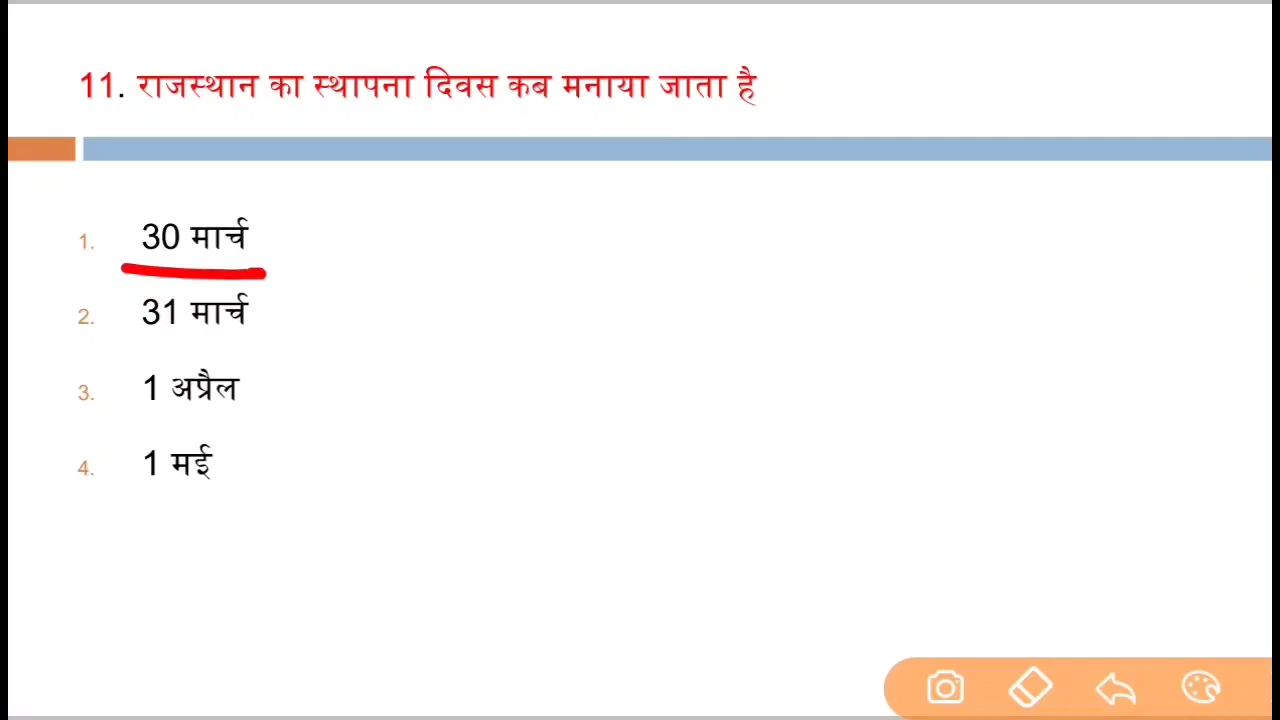 11. राजस्थान का स्थापना दिवस कब मनाया जाता है
1. 30 मार्च
2. 31 मार्च
3. 1 अप्रैल
4. 1 मई